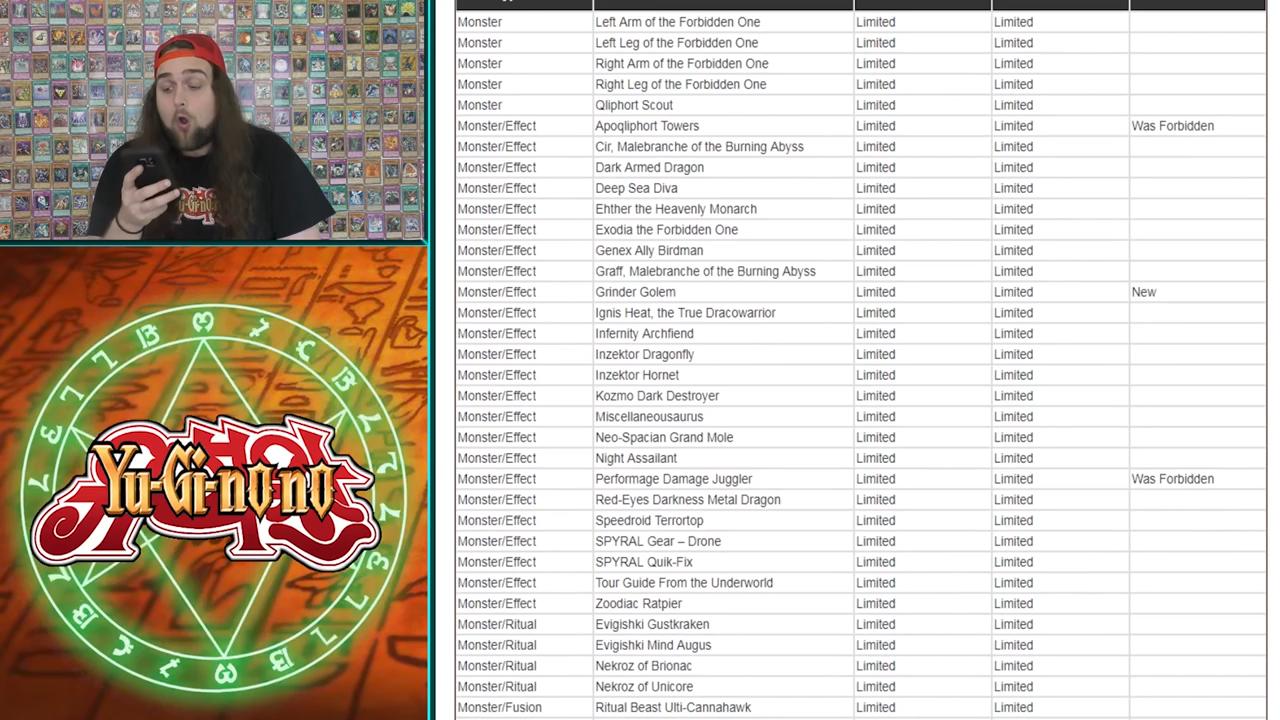 Yu-Gi-nono
Monster Left Arm of the Forbidden One Limited Limited
Monster Left Leg of the Forbidden One Limited Limited
Monster Right Arm of the Forbidden One Limited Limited
Monster Right Leg of the Forbidden One Limited Limited
Monster Qliphort Scout Limited Limited
Monster/Effect Apoqliphort Towers Limited Limited Was Forbidden
Monster/Effect Cir, Malebranche of the Burning Abyss Limited Limited
Monster/Effect Dark Armed Dragon Limited Limited
Monster/Effect Deep Sea Diva Limited Limited
Monster/Effect Ehther the Heavenly Monarch Limited Limited
Monster/Effect Exodia the Forbidden One Limited Limited
Monster/Effect Genex Ally Birdman Limited Limited
Monster/Effect Graff, Malebranche of the Burning Abyss Limited Limited
Monster/Effect Grinder Golem Limited Limited New
Monster/Effect Ignis Heat, the True Dracowarrior Limited Limited
Monster/Effect Infernity Archfiend Limited Limited
Monster/Effect Inzektor Dragonfly Limited Limited
Monster/Effect Inzektor Hornet Limited Limited
Monster/Effect Kozmo Dark Destroyer Limited Limited
Monster/Effect Miscellaneousaurus Limited Limited
Monster/Effect Neo-Spacian Grand Mole Limited Limited
Monster/Effect Night Assailant Limited Limited
Monster/Effect Performage Damage Juggler Limited Limited Was Forbidden
Monster/Effect Red-Eyes Darkness Metal Dragon Limited Limited
Monster/Effect Speedroid Terrortop Limited Limited
Monster/Effect SPYRAL Gear – Drone Limited Limited
Monster/Effect SPYRAL Quik-Fix Limited Limited
Monster/Effect Tour Guide From the Underworld Limited Limited
Monster/Effect Zoodiac Ratpier Limited Limited
Monster/Ritual Evigishki Gustkraken Limited Limited
Monster/Ritual Evigishki Mind Augus Limited Limited
Monster/Ritual Nekroz of Brionac Limited Limited
Monster/Ritual Nekroz of Unicore Limited Limited
Monster/Fusion Ritual Beast Ulti-Cannahawk Limited Limited